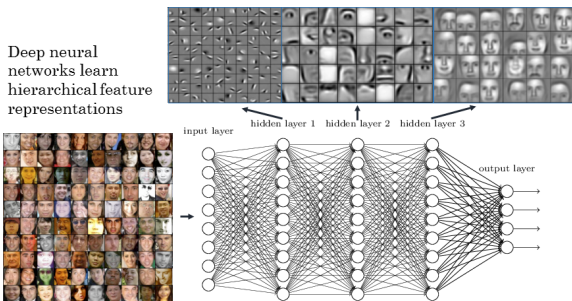 Deep neural
networks learn
hierarchical feature
representations
hidden layer 1 hidden layer 2 hidden layer 3
input layer
output layer